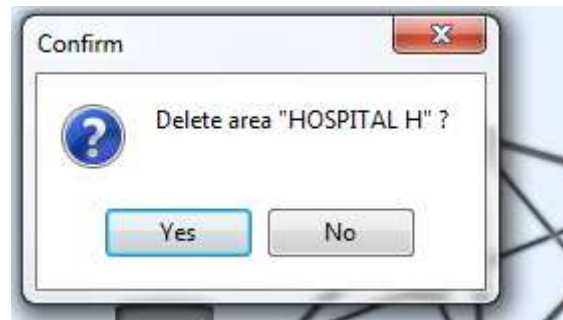 Confirm
Delete area "HOSPITAL H" ?
Yes
No